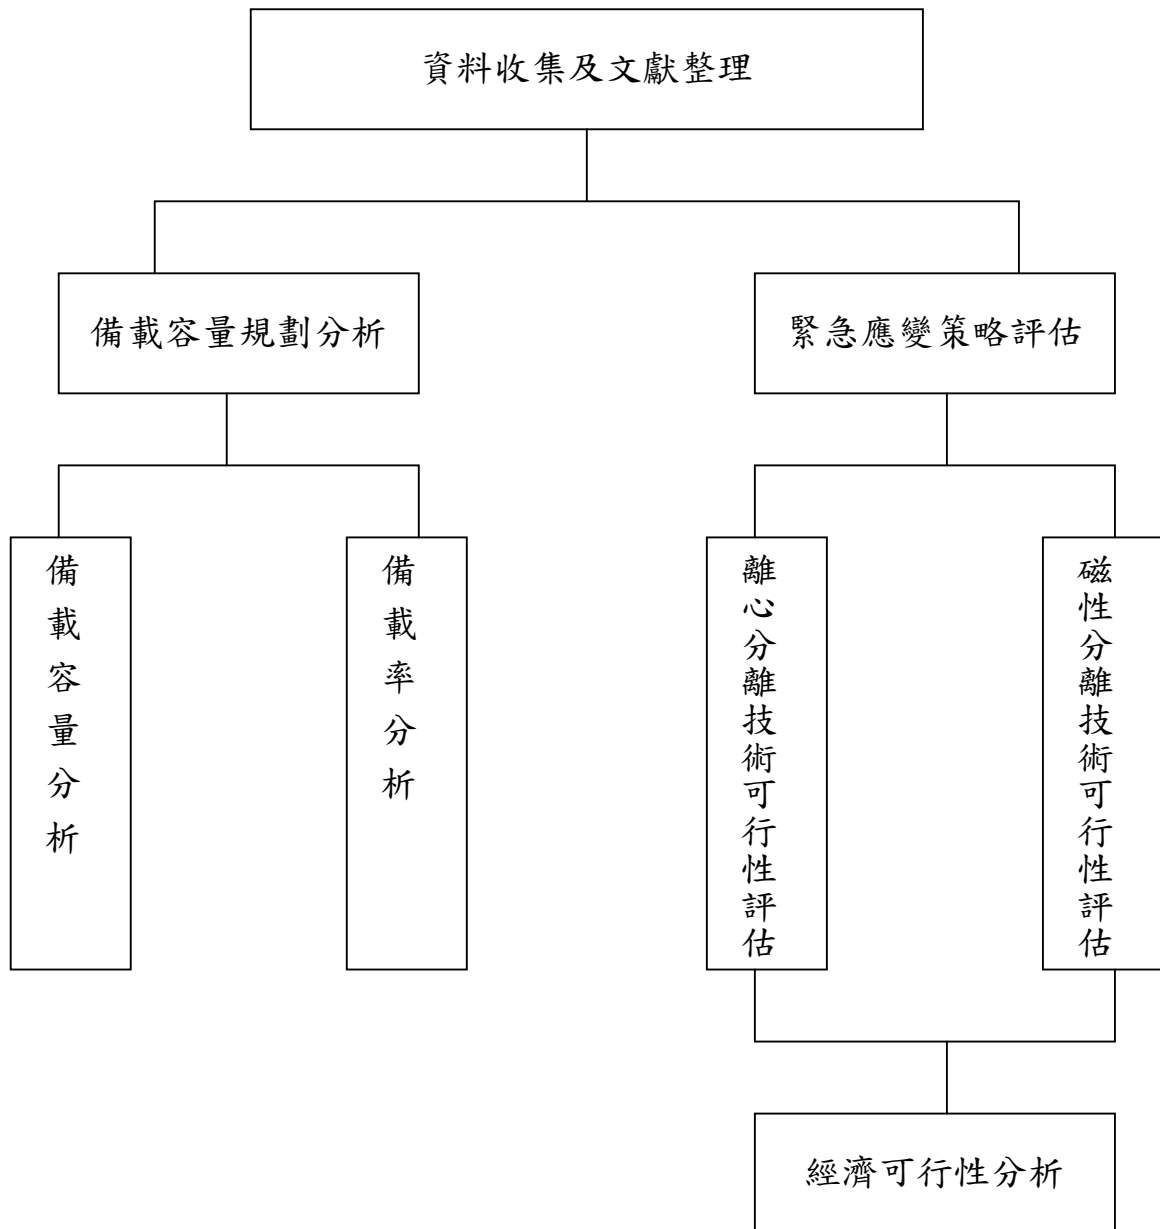 資料收集及文獻整理
備載容量規劃分析
緊急應變策略評估
備載容量分析
備載率分析
離心分離技術可行性評估
磁性分離技術可行性評估
經濟可行性分析